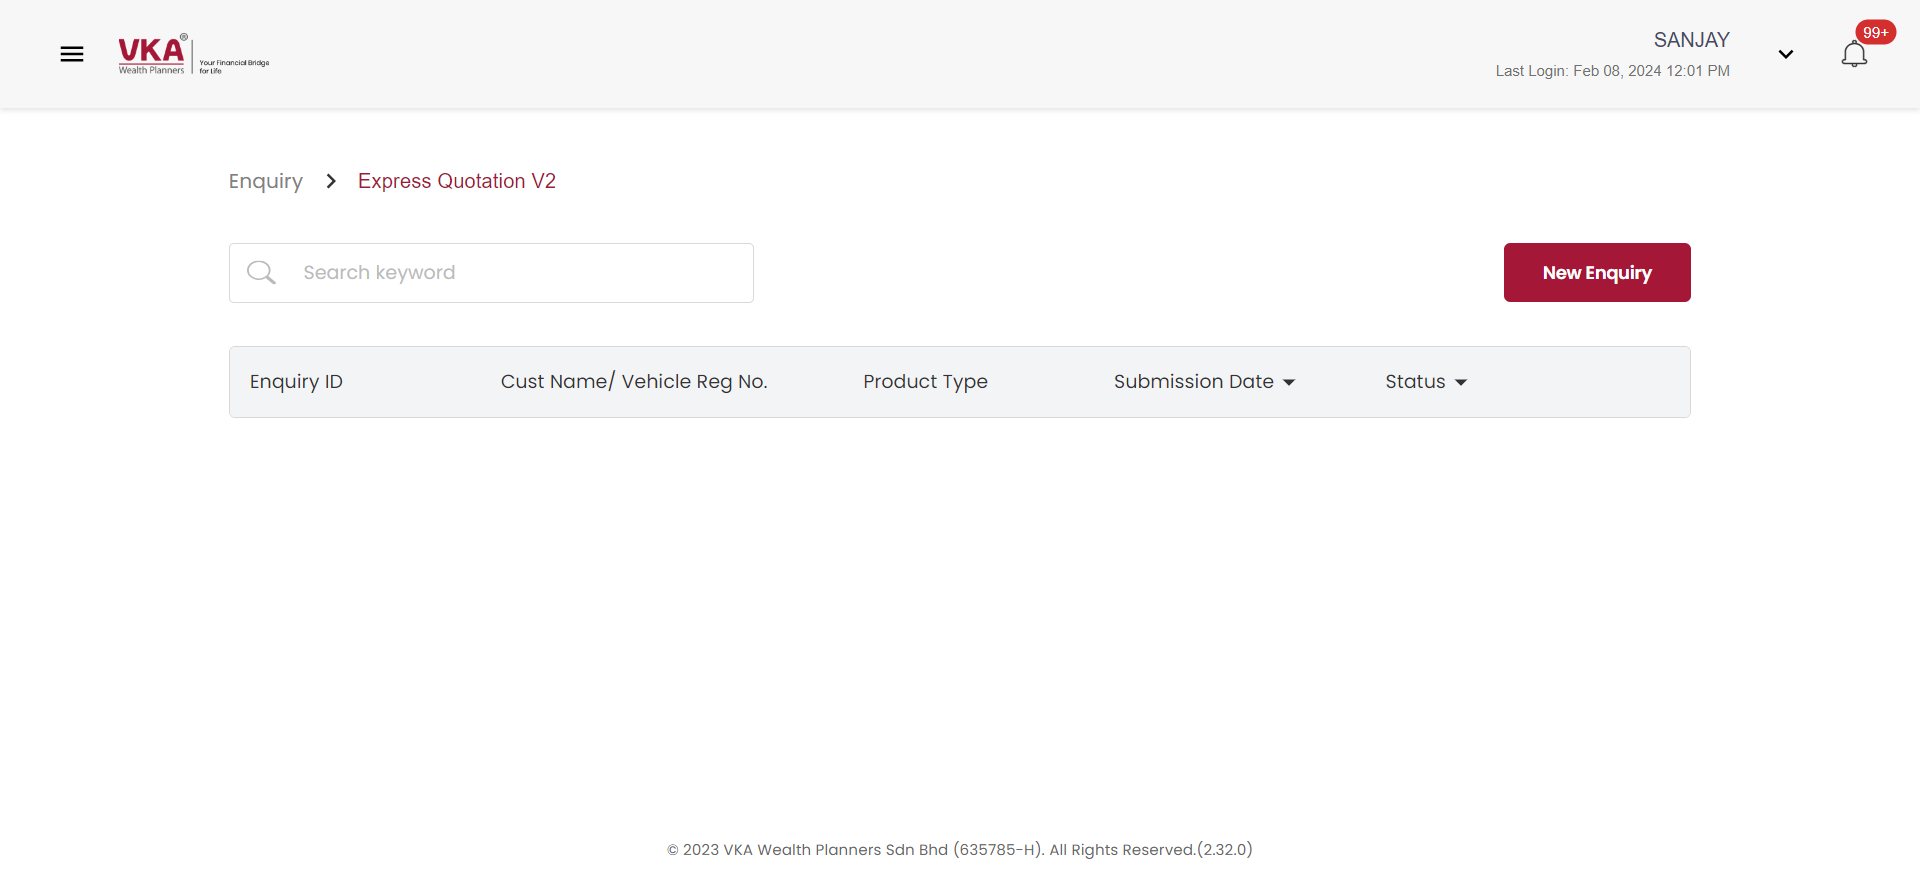 VKA®
Wealth Planners
Your Financial Bridge
for Life
SANJAY
Last Login: Feb 08, 2024 12:01 PM
99+
Enquiry
Express Quotation V2
Search keyword
New Enquiry
Enquiry ID
Cust Name/ Vehicle Reg No.
Product Type
Submission Date
Status
© 2023 VKA Wealth Planners Sdn Bhd (635785-H). All Rights Reserved.(2.32.0)